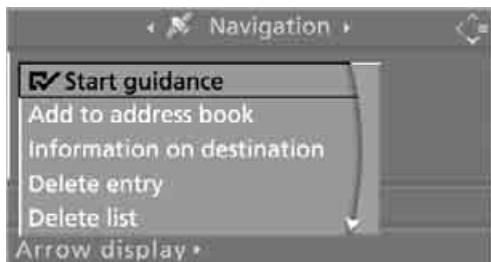 Navigation
Start guidance
Add to address book
Information on destination
Delete entry
Delete list
Arrow display